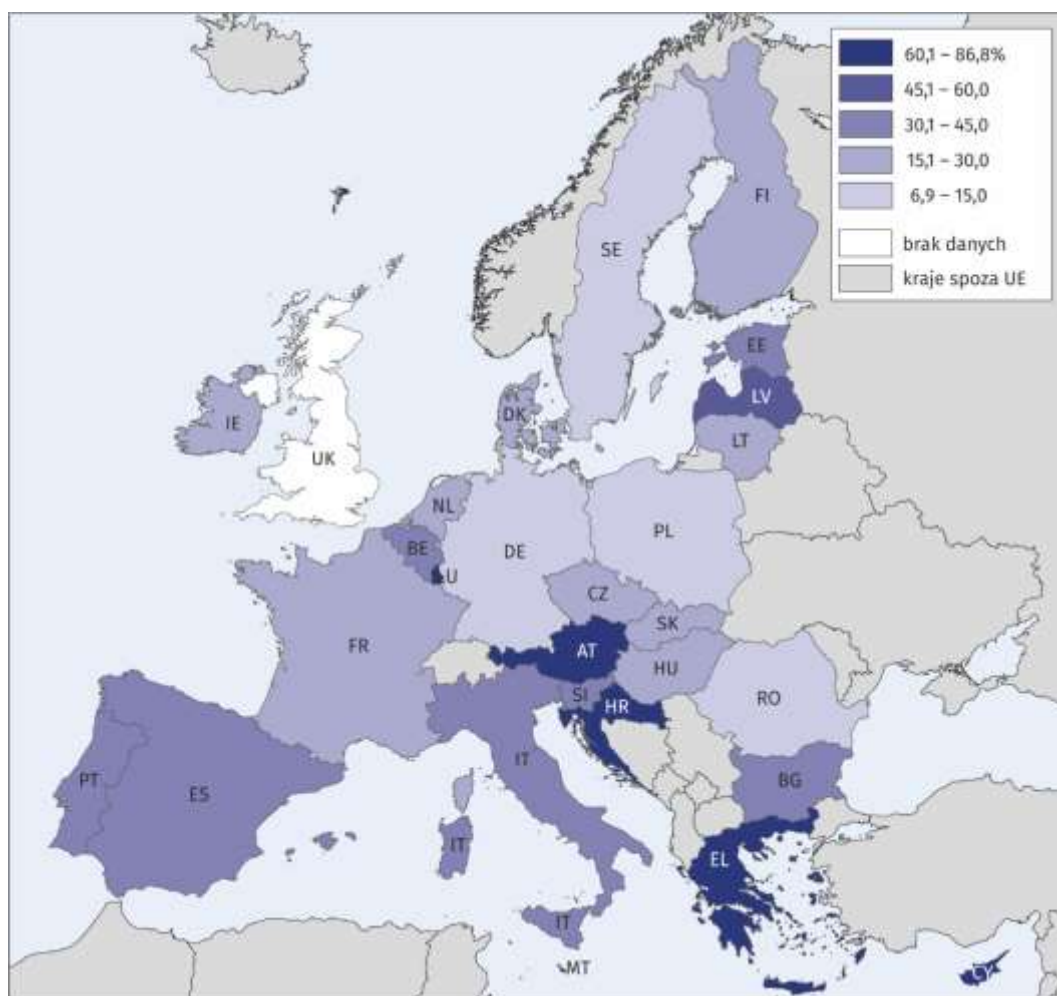 60,1 – 86,8%
45,1 – 60,0
30,1 – 45,0
15,1 – 30,0
6,9 – 15,0
brak danych
kraje spoza UE
FI
SE
EE
LV
DK
LT
IE
UK
NL
PL
BE
DE
LU
CZ
SK
FR
AT
HU
SI
HR
RO
IT
PT
ES
BG
IT
EL
IT
MT
CY